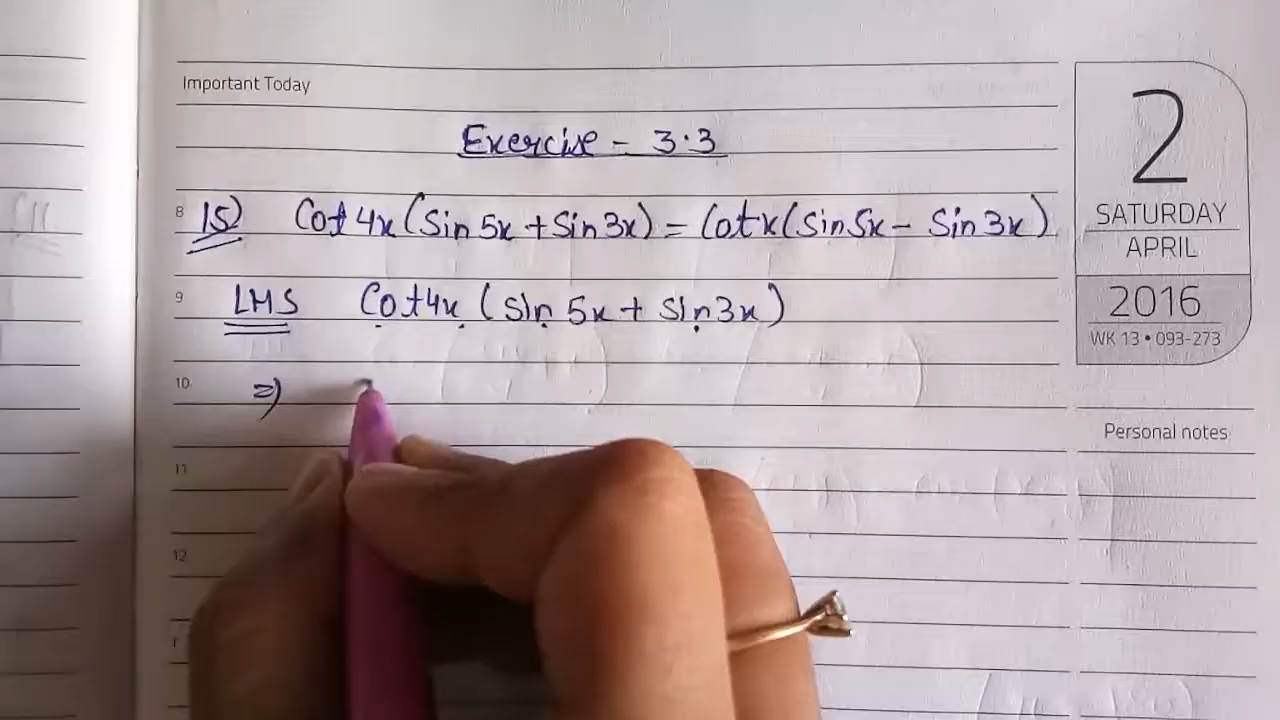 Important Today
Exercise - 3.3
8 15) Cot 4x (Sin 5x + Sin 3x) = Cot x (Sin 5x - Sin 3x)
9 LHS Cot 4x (Sin 5x + Sin 3x)
10 =)
11
12
2
SATURDAY
APRIL
2016
WK 13 • 093-273
Personal notes